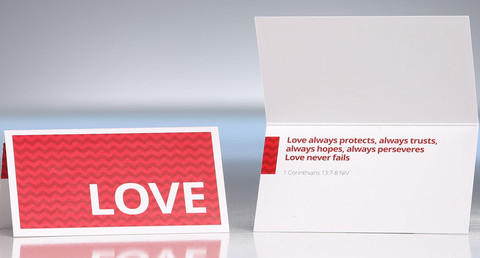 LOVE
Love always protects, always trusts,
always hopes, always perseveres
Love never fails
1 Corinthians 13:7-8 NIV